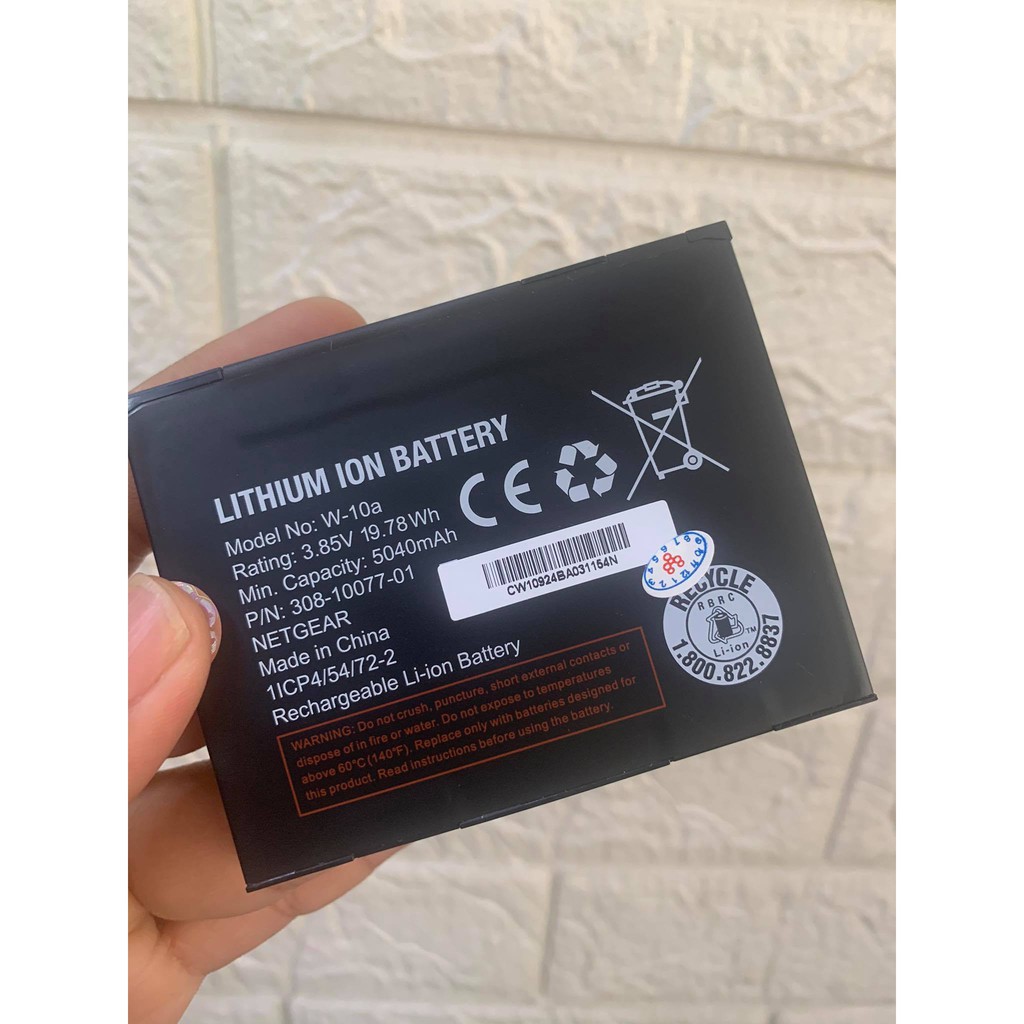 LITHIUM ION BATTERY
Model No: W-10a
Rating: 3.85V 19.78Wh
Min. Capacity: 5040mAh
P/N: 308-10077-01
NETGEAR
Made in China
1ICP4/54/72-2
Rechargeable Li-ion Battery
CE
CW10924BA031154N
RECYCLE
RBRC
TM
Li-ion
1.800.822.8837
WARNING: Do not crush, puncture, short external contacts or
dispose of in fire or water. Do not expose to temperatures
above 60°C (140°F). Replace only with batteries designed for
this product. Read instructions before using the battery.